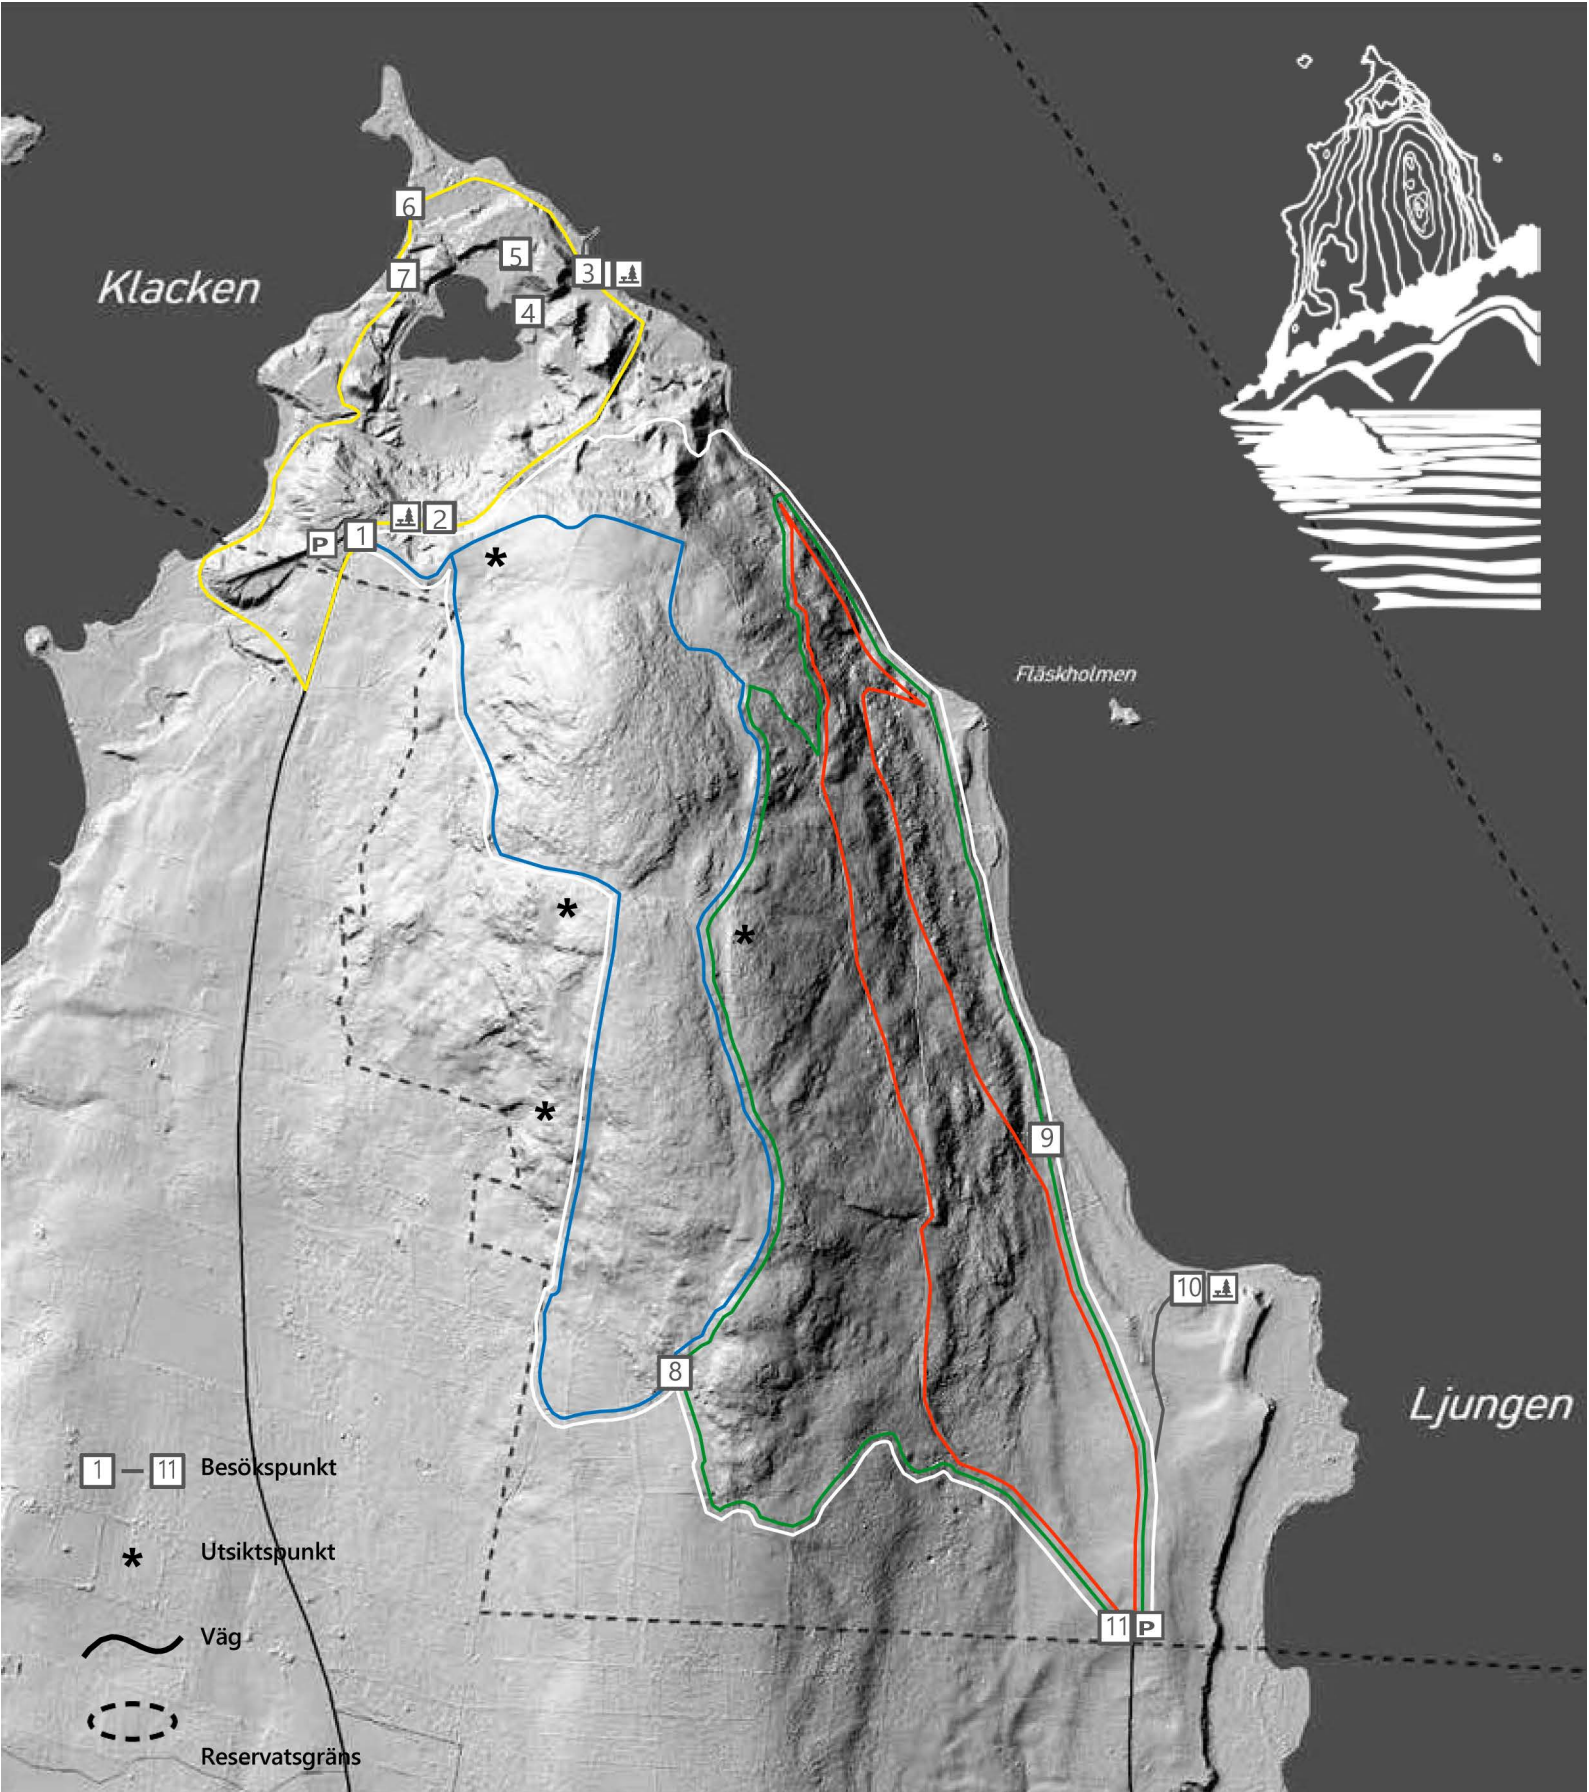 6
5
3
7
Klacken
4
2
1
P
Fläskholmen
9
10
8
Ljungen
1 – 11 Besökspunkt
* Utsiktspunkt
Väg
11 P
Reservatsgräns